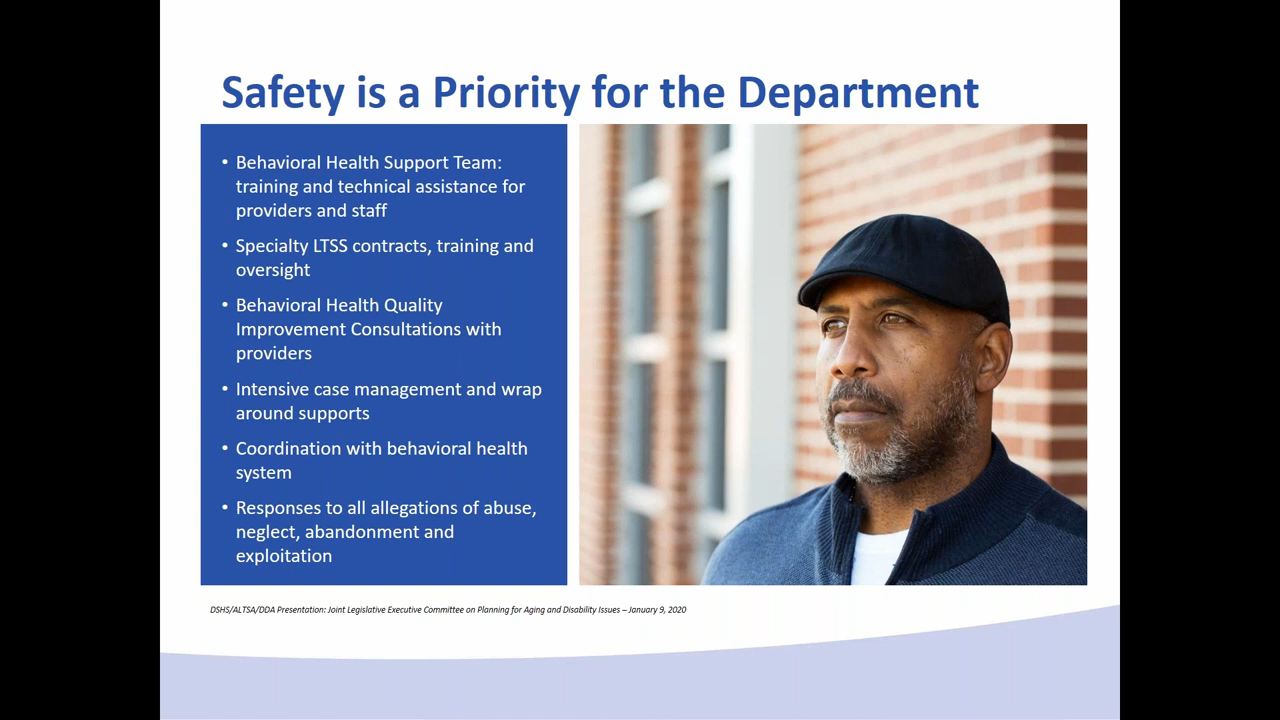 Safety is a Priority for the Department
• Behavioral Health Support Team:
training and technical assistance for
providers and staff
• Specialty LTSS contracts, training and
oversight
• Behavioral Health Quality
Improvement Consultations with
providers
• Intensive case management and wrap
around supports
• Coordination with behavioral health
system
• Responses to all allegations of abuse,
neglect, abandonment and
exploitation
DSHS/ALTSA/DDA Presentation: Joint Legislative Executive Committee on Planning for Aging and Disability Issues – January 9, 2020